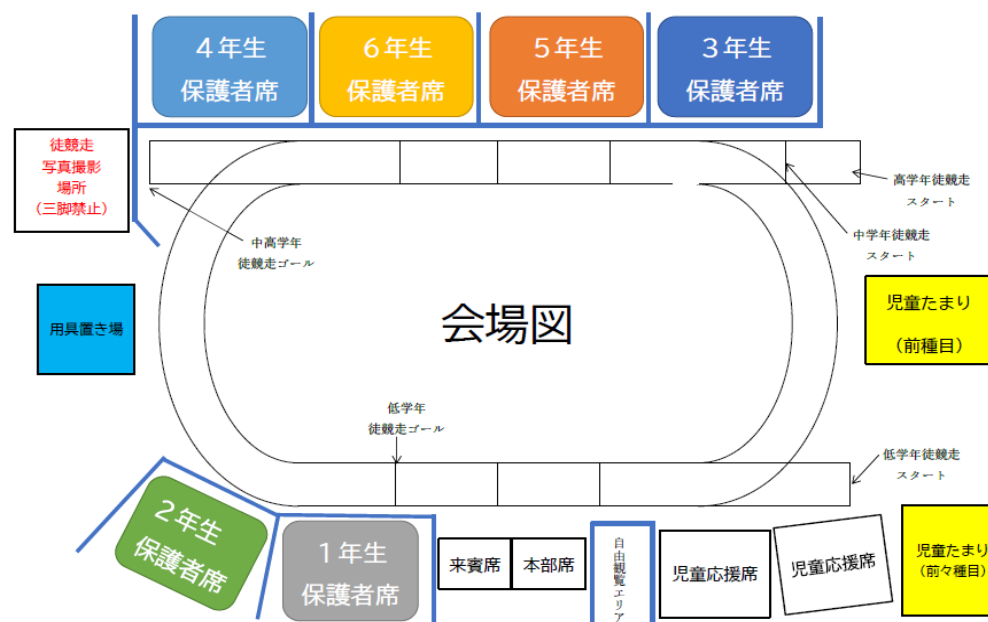 4年生
保護者席
6年生
保護者席
5年生
保護者席
3年生
保護者席
徒競走
写真撮影
場所
（三脚禁止）
高学年徒競走
スタート
中学年徒競走
スタート
中高学年
徒競走ゴール
用具置き場
会場図
児童たまり
（前種目）
低学年
徒競走ゴール
低学年徒競走
スタート
2年生
保護者席
1年生
保護者席
来賓席
本部席
自由観覧エリア
児童応援席
児童応援席
児童たまり
（前々種目）